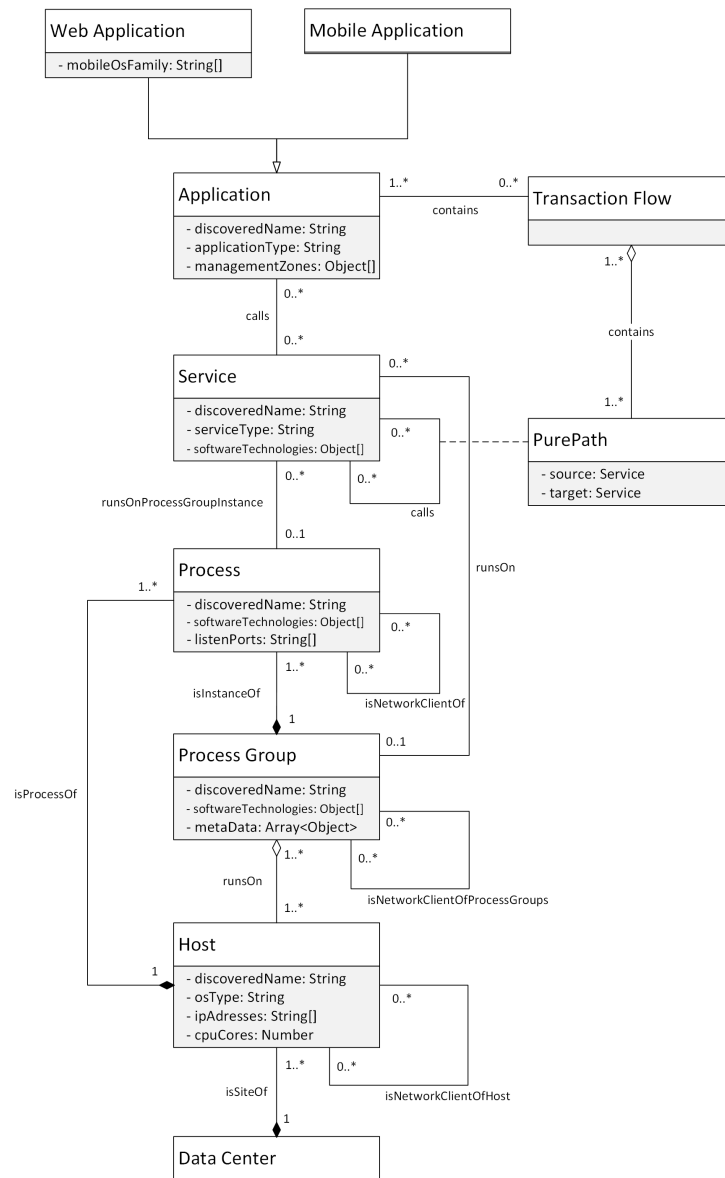 Web Application
- mobileOsFamily: String[]
Mobile Application
Application
- discoveredName: String
- applicationType: String
- managementZones: Object[]
1..*
0..*
contains
Transaction Flow
0..*
calls
0..*
1..*
contains
1..*
Service
- discoveredName: String
- serviceType: String
- softwareTechnologies: Object[]
0..*
0..*
0..*
calls
PurePath
- source: Service
- target: Service
0..*
runsOnProcessGroupInstance
0..1
runsOn
Process
- discoveredName: String
- softwareTechnologies: Object[]
- listenPorts: String[]
1..*
0..*
0..*
isNetworkClientOf
1..*
isInstanceOf
1
0..1
Process Group
- discoveredName: String
- softwareTechnologies: Object[]
- metaData: Array<Object>
isProcessOf
0..*
0..*
isNetworkClientOfProcessGroups
1..*
runsOn
1..*
Host
- discoveredName: String
- osType: String
- ipAdresses: String[]
- cpuCores: Number
1
0..*
0..*
isNetworkClientOfHost
1..*
isSiteOf
1
Data Center